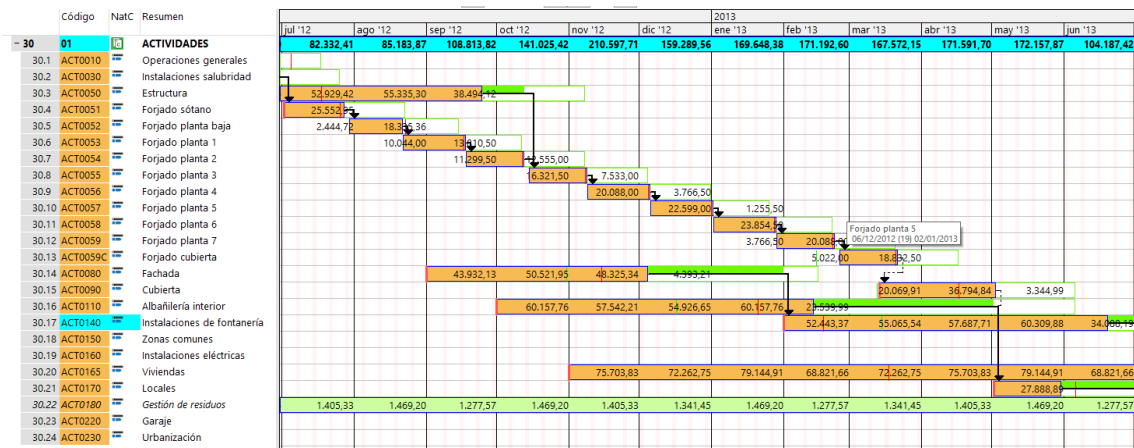 Código NatC Resumen 2013
jul '12 ago '12 sep '12 oct '12 nov '12 dic '12 ene '13 feb '13 mar '13 abr '13 may '13 jun '13
30 01 ACTIVIDADES 82.332,41 85.183,87 108.813,82 141.025,42 210.597,71 159.289,56 169.648,38 171.192,60 167.572,15 171.591,70 172.157,87 104.187,42
30.1 ACT0010 Operaciones generales
30.2 ACT0030 Instalaciones salubridad
30.3 ACT0050 Estructura 52.929,42 55.335,30 38.494,12
30.4 ACT0051 Forjado sótano
30.5 ACT0052 Forjado planta baja 2.444,72
30.6 ACT0053 Forjado planta 1 10.044,00 13.810,50
30.7 ACT0054 Forjado planta 2 11.299,50 12.555,00
30.8 ACT0055 Forjado planta 3 16.321,50 7.533,00
30.9 ACT0056 Forjado planta 4 20.088,00 3.766,50
30.10 ACT0057 Forjado planta 5 22.599,00 1.255,50
30.11 ACT0058 Forjado planta 6
Forjado planta 5
30.12 ACT0059 Forjado planta 7 3.766,50 06/12/2012 (19) 02/01/2013
30.13 ACT0059C Forjado cubierta 5.022,00 18.832,50
30.14 ACT0080 Fachada 43.932,13 50.521,95 48.325,34 4.393,21
30.15 ACT0090 Cubierta 20.069,91 36.794,84 3.344,99
30.16 ACT0110 Albañilería interior 60.157,76 57.542,21 54.926,65 60.157,76 23.539,99
30.17 ACT0140 Instalaciones de fontanería 52.443,37 55.065,54 57.687,71 60.309,88 34.088,19
30.18 ACT0150 Zonas comunes
30.19 ACT0160 Instalaciones eléctricas
30.20 ACT0165 Viviendas 75.703,83 72.262,75 79.144,91 68.821,66 72.262,75 75.703,83 79.144,91 68.821,66
30.21 ACT0170 Locales 27.888,89
30.22 ACT0180 Gestión de residuos 1.405,33 1.469,20 1.277,57 1.469,20 1.405,33 1.341,45 1.469,20 1.277,57 1.341,45 1.405,33 1.469,20 1.277,57
30.23 ACT0220 Garaje
30.24 ACT0230 Urbanización